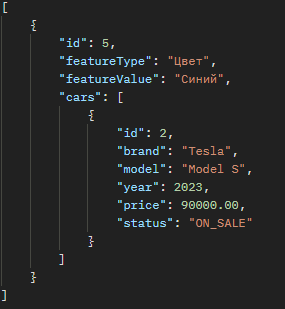 [
    {
        "id": 5,
        "featureType": "Цвет",
        "featureValue": "Синий",
        "cars": [
            {
                "id": 2,
                "brand": "Tesla",
                "model": "Model S",
                "year": 2023,
                "price": 90000.00,
                "status": "ON_SALE"
            }
        ]
    }
]